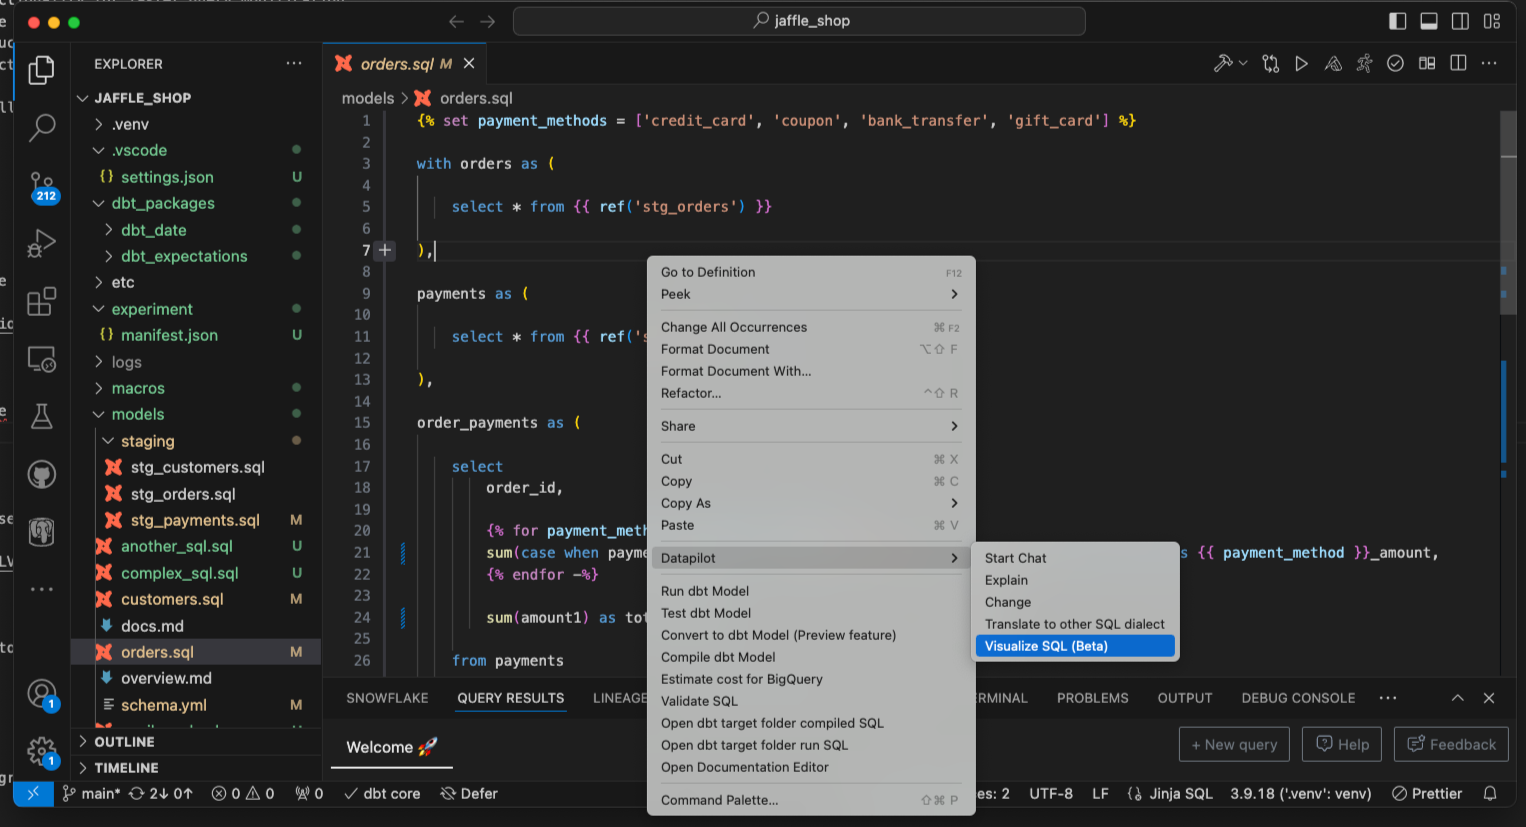 jaffle_shop
EXPLORER
JAFFLE_SHOP
.venv
.vscode
{} settings.json U
dbt_packages
dbt_date
dbt_expectations
etc
experiment
{} manifest.json U
logs
macros
models
staging
stg_customers.sql
stg_orders.sql
stg_payments.sql M
another_sql.sql U
complex_sql.sql U
customers.sql M
docs.md
orders.sql M
overview.md
schema.yml M
OUTLINE
TIMELINE
212
1
1
orders.sql M
models > orders.sql
1 {% set payment_methods = ['credit_card', 'coupon', 'bank_transfer', 'gift_card'] %}
2
3 with orders as (
4
5 select * from {{ ref('stg_orders') }}
6
7 ),
8
9 payments as (
10
11 select * from {{ ref('s
12
13 ),
14
15 order_payments as (
16
17 select
18 order_id,
19
20 {% for payment_meth
21 sum(case when payme
s {{ payment_method }}_amount,
22 {% endfor -%}
23
24 sum(amount1) as tot
25
26 from payments
Go to Definition F12
Peek
Change All Occurrences ⌘ F2
Format Document ⌥⇧ F
Format Document With...
Refactor... ^⇧ R
Share
Cut ⌘ X
Copy ⌘ C
Copy As
Paste ⌘ V
Datapilot
Run dbt Model
Test dbt Model
Convert to dbt Model (Preview feature)
Compile dbt Model
Estimate cost for BigQuery
Validate SQL
Open dbt target folder compiled SQL
Open dbt target folder run SQL
Open Documentation Editor
Command Palette... ⇧⌘ P
Start Chat
Explain
Change
Translate to other SQL dialect
Visualize SQL (Beta)
SNOWFLAKE QUERY RESULTS LINEAGE ERMINAL PROBLEMS OUTPUT DEBUG CONSOLE
Welcome 🚀
+ New query Help Feedback
main* 2↓ 0↑ 0 0 0 dbt core Defer es: 2 UTF-8 LF Jinja SQL 3.9.18 ('.venv': venv) Prettier